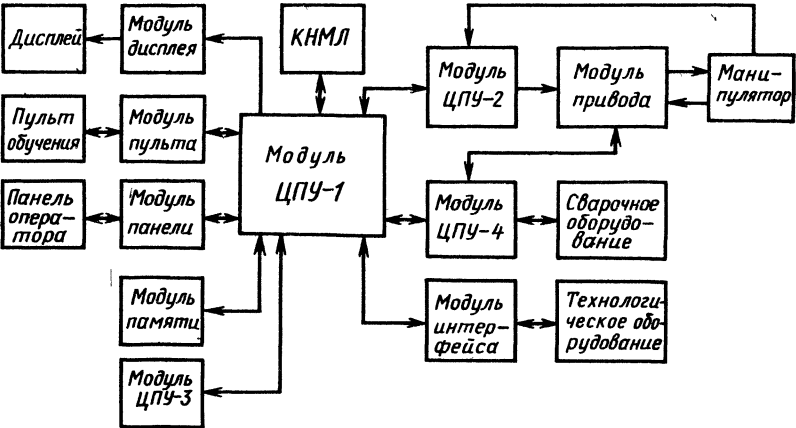 Дисплей
Модуль
дисплея
КНМЛ
Модуль
ЦПУ-2
Модуль
привода
Мани-
пулятор
Пульт
обучения
Модуль
пульта
Модуль
ЦПУ-1
Панель
опера-
тора
Модуль
панели
Модуль
ЦПУ-4
Сварочное
оборудо-
вание
Модуль
памяти
Модуль
интер-
фейса
Технологи-
ческое обо-
рудование
Модуль
ЦПУ-3